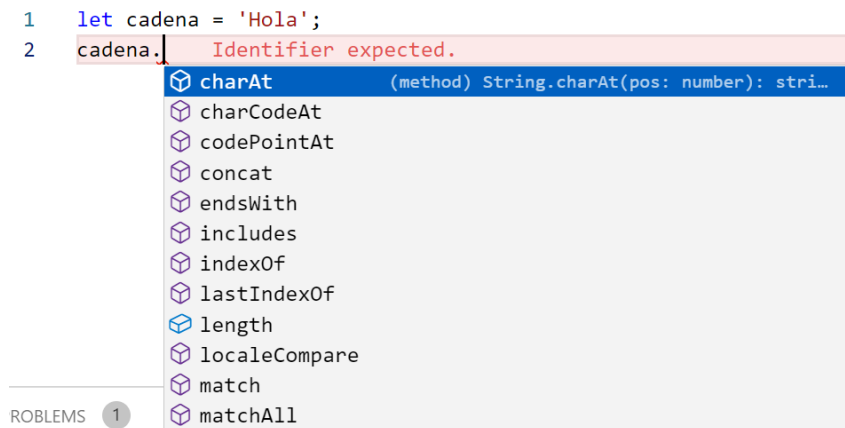 1 let cadena = 'Hola';
2 cadena. Identifier expected.
charAt (method) String.charAt(pos: number): stri…
charCodeAt
codePointAt
concat
endsWith
includes
indexOf
lastIndexOf
length
localeCompare
match
matchAll
ROBLEMS 1